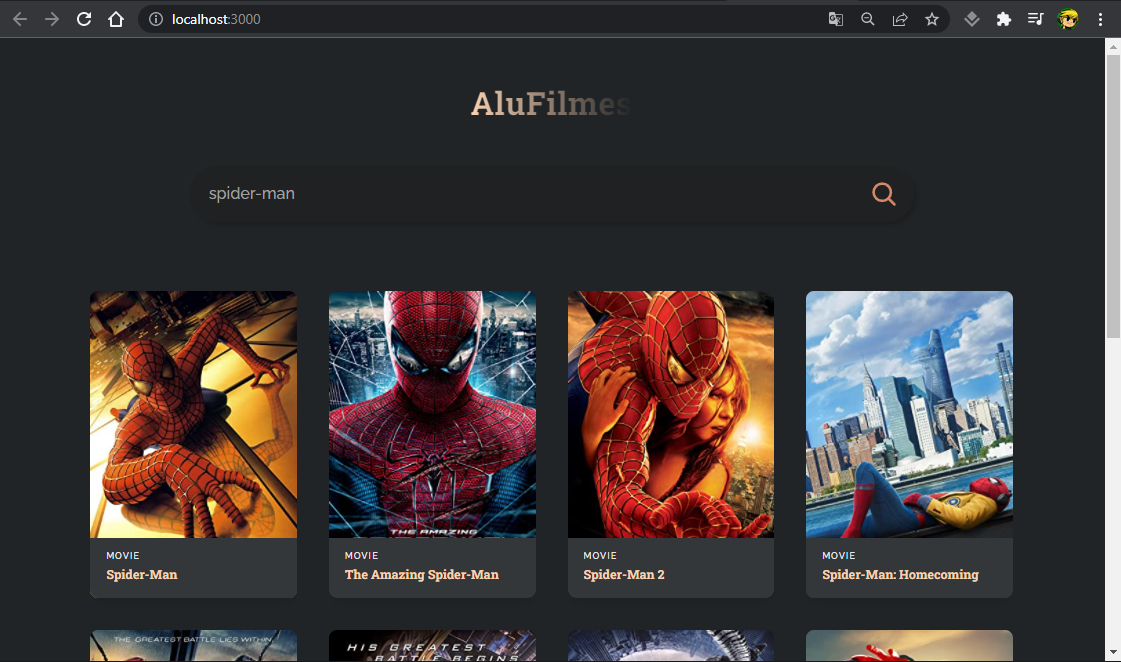 localhost:3000
AluFilmes
spider-man
THE AMAZING
MOVIE
Spider-Man
MOVIE
The Amazing Spider-Man
MOVIE
Spider-Man 2
MOVIE
Spider-Man: Homecoming
THE GREATEST BATTLE LIES WITHIN
HIS GREATEST
BATTLE BEGINS